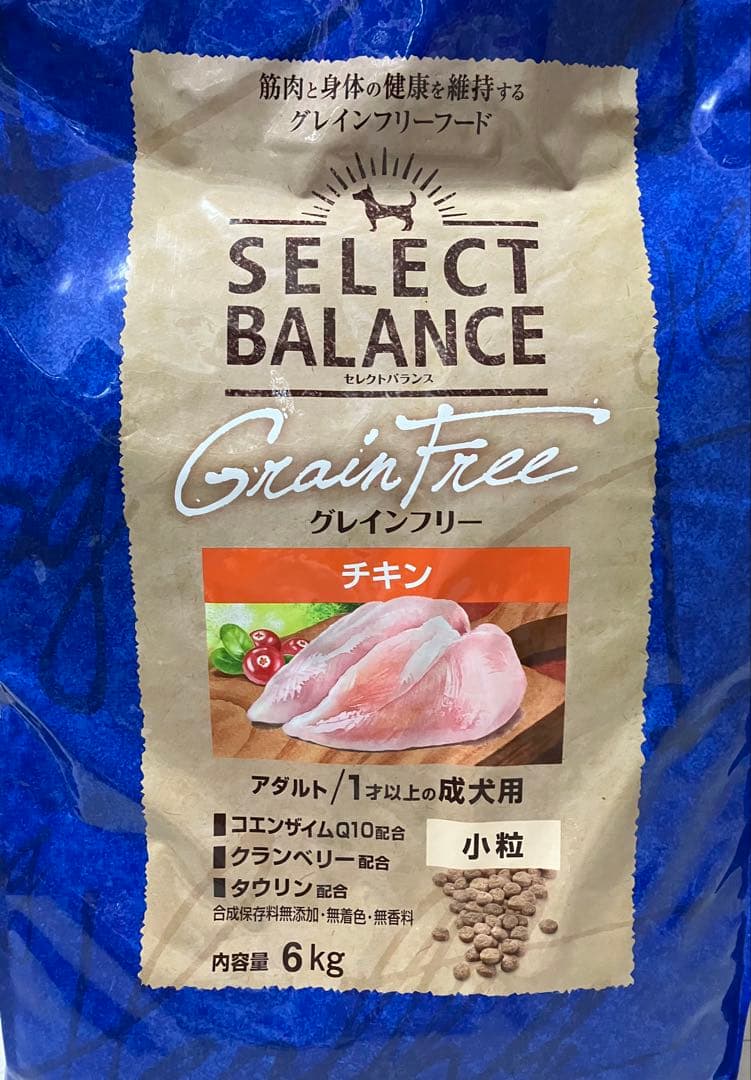 筋肉と身体の健康を維持する
グレインフリーフード
SELECT
BALANCE
セレクトバランス
Grain Free
グレインフリー
チキン
アダルト/1才以上の成犬用
コエンザイムQ10配合
クランベリー配合
タウリン配合
小粒
合成保存料無添加・無着色・無香料
内容量 6kg